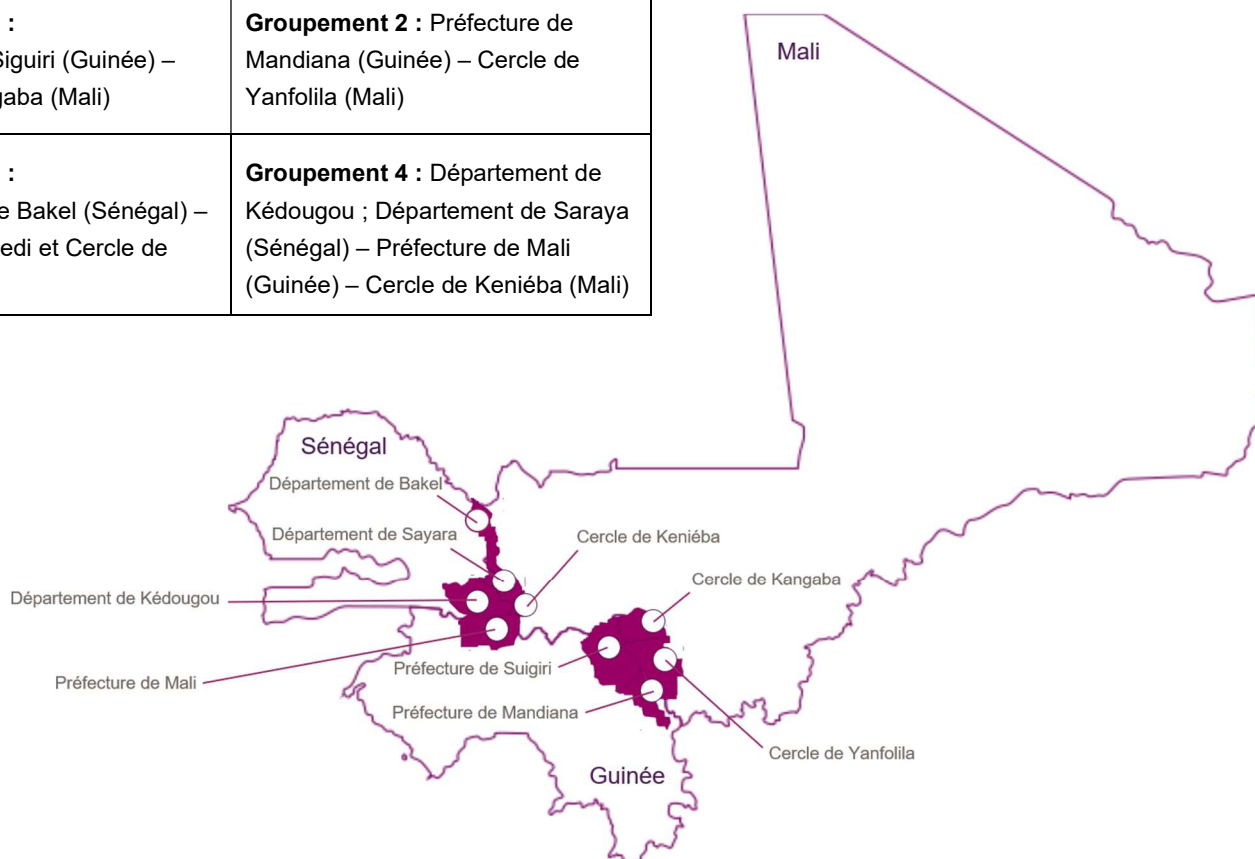 :
Siguiri (Guinée) –
gaba (Mali)
Groupement 2 : Préfecture de
Mandiana (Guinée) – Cercle de
Yanfolila (Mali)
:
e Bakel (Sénégal) –
edi et Cercle de
Groupement 4 : Département de
Kédougou ; Département de Saraya
(Sénégal) – Préfecture de Mali
(Guinée) – Cercle de Keniéba (Mali)
Mali
Sénégal
Département de Bakel
Département de Sayara
Cercle de Keniéba
Cercle de Kangaba
Département de Kédougou
Préfecture de Suigiri
Préfecture de Mali
Préfecture de Mandiana
Cercle de Yanfolila
Guinée